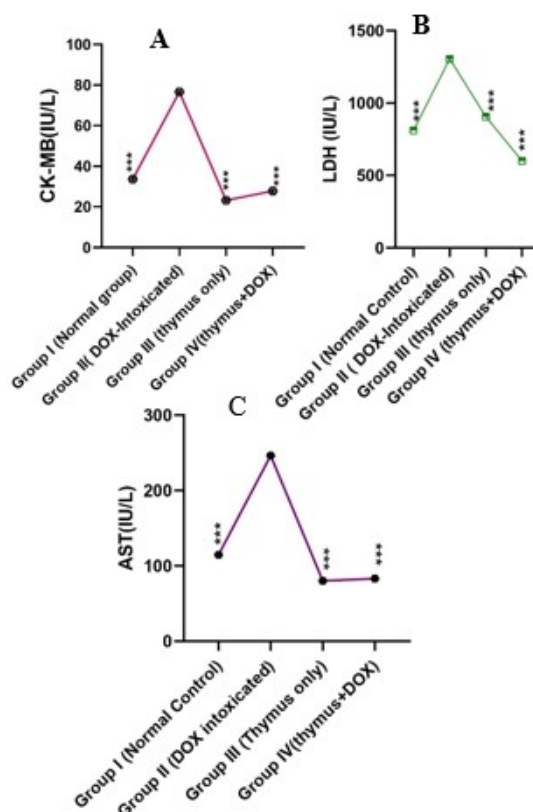 A
CK-MB(IU/L)
100
80
60
40
20
0
***
***
***
Group I (Normal group)
Group II( DOX-Intoxicated)
Group III (thymus only)
Group IV(thymus+DOX)
B
LDH (IU/L)
1500
1000
500
0
***
***
***
Group I (Normal Control)
Group II ( DOX-Intoxicated)
Group III (thymus only)
Group IV (thymus+DOX)
C
AST(IU/L)
300
200
100
0
***
***
***
Group I (Normal Control)
Group II (DOX intoxicated)
Group III (Thymus only)
Group IV(thymus+DOX)